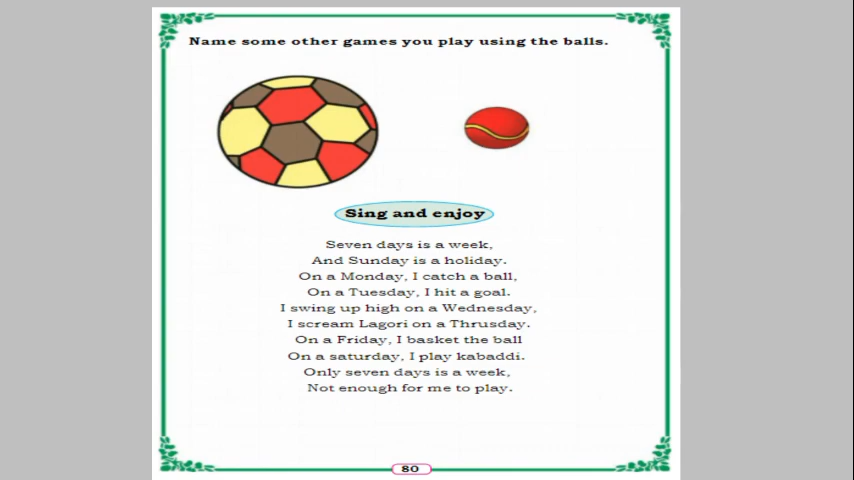 Name some other games you play using the balls.
Sing and enjoy
Seven days is a week,
And Sunday is a holiday.
On a Monday, I catch a ball,
On a Tuesday, I hit a goal.
I swing up high on a Wednesday,
I scream Lagori on a Thrusday.
On a Friday, I basket the ball
On a saturday, I play kabaddi.
Only seven days is a week,
Not enough for me to play.
80